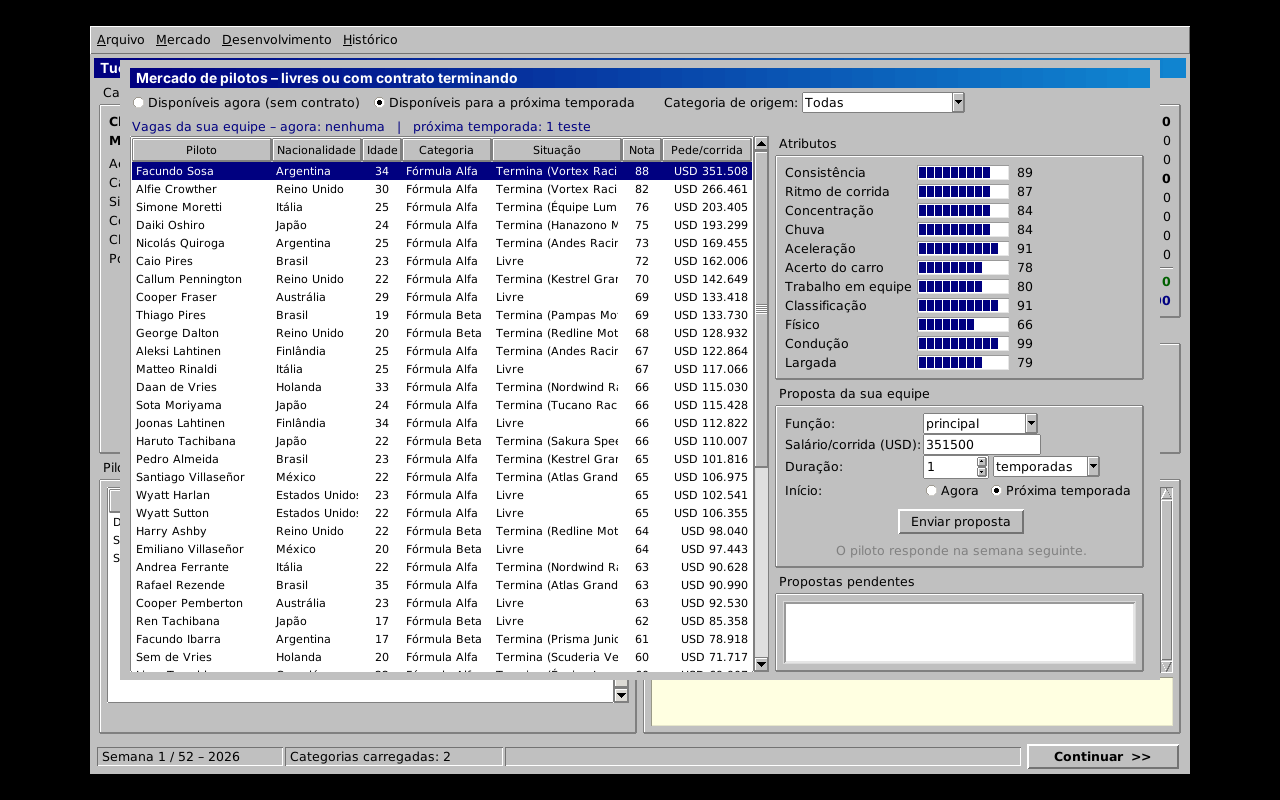 Arquivo Mercado Desenvolvimento Histórico
Mercado de pilotos – livres ou com contrato terminando
Disponíveis agora (sem contrato) Disponíveis para a próxima temporada Categoria de origem: Todas
Vagas da sua equipe – agora: nenhuma | próxima temporada: 1 teste
Piloto Nacionalidade Idade Categoria Situação Nota Pede/corrida
Facundo Sosa Argentina 34 Fórmula Alfa Termina (Vortex Raci 88 USD 351.508
Alfie Crowther Reino Unido 30 Fórmula Alfa Termina (Vortex Raci 82 USD 266.461
Simone Moretti Itália 25 Fórmula Alfa Termina (Équipe Lum 76 USD 203.405
Daiki Oshiro Japão 24 Fórmula Alfa Termina (Hanazono M 75 USD 193.299
Nicolás Quiroga Argentina 25 Fórmula Alfa Termina (Andes Racir 73 USD 169.455
Caio Pires Brasil 23 Fórmula Alfa Livre 72 USD 162.006
Callum Pennington Reino Unido 22 Fórmula Alfa Termina (Kestrel Grar 70 USD 142.649
Cooper Fraser Austrália 29 Fórmula Alfa Livre 69 USD 133.418
Thiago Pires Brasil 19 Fórmula Beta Termina (Pampas Mo 69 USD 133.730
George Dalton Reino Unido 20 Fórmula Beta Termina (Redline Mot 68 USD 128.932
Aleksi Lahtinen Finlândia 25 Fórmula Alfa Termina (Andes Racir 67 USD 122.864
Matteo Rinaldi Itália 25 Fórmula Alfa Livre 67 USD 117.066
Daan de Vries Holanda 33 Fórmula Alfa Termina (Nordwind Ra 66 USD 115.030
Sota Moriyama Japão 24 Fórmula Alfa Termina (Tucano Rac 66 USD 115.428
Joonas Lahtinen Finlândia 34 Fórmula Alfa Livre 66 USD 112.822
Haruto Tachibana Japão 22 Fórmula Beta Termina (Sakura Spee 66 USD 110.007
Pedro Almeida Brasil 23 Fórmula Beta Termina (Kestrel Grar 65 USD 101.816
Santiago Villaseñor México 22 Fórmula Alfa Termina (Atlas Grand 65 USD 106.975
Wyatt Harlan Estados Unidos 23 Fórmula Alfa Livre 65 USD 102.541
Wyatt Sutton Estados Unidos 22 Fórmula Alfa Livre 65 USD 106.355
Harry Ashby Reino Unido 22 Fórmula Beta Termina (Redline Mot 64 USD 98.040
Emiliano Villaseñor México 20 Fórmula Beta Livre 64 USD 97.443
Andrea Ferrante Itália 22 Fórmula Beta Termina (Nordwind Ra 63 USD 90.628
Rafael Rezende Brasil 35 Fórmula Alfa Termina (Atlas Grand 63 USD 90.990
Cooper Pemberton Austrália 23 Fórmula Alfa Livre 63 USD 92.530
Ren Tachibana Japão 17 Fórmula Beta Livre 62 USD 85.358
Facundo Ibarra Argentina 17 Fórmula Beta Termina (Prisma Junic 61 USD 78.918
Sem de Vries Holanda 20 Fórmula Beta Termina (Scuderia Ve 60 USD 71.717
Atributos
Consistência 89
Ritmo de corrida 87
Concentração 84
Chuva 84
Aceleração 91
Acerto do carro 78
Trabalho em equipe 80
Classificação 91
Físico 66
Condução 99
Largada 79
Proposta da sua equipe
Função: principal
Salário/corrida (USD): 351500
Duração: 1 temporadas
Início: Agora Próxima temporada
Enviar proposta
O piloto responde na semana seguinte.
Propostas pendentes
Semana 1 / 52 – 2026 Categorias carregadas: 2 Continuar >>